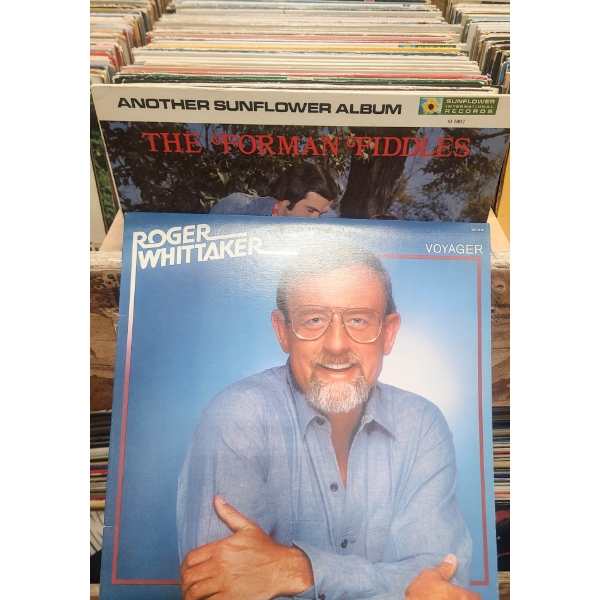 ANOTHER SUNFLOWER ALBUM
SUNFLOWER
INTERNATIONAL
RECORDS
THE FORMAN FIDDLES
ROGER
WHITTAKER
VOYAGER